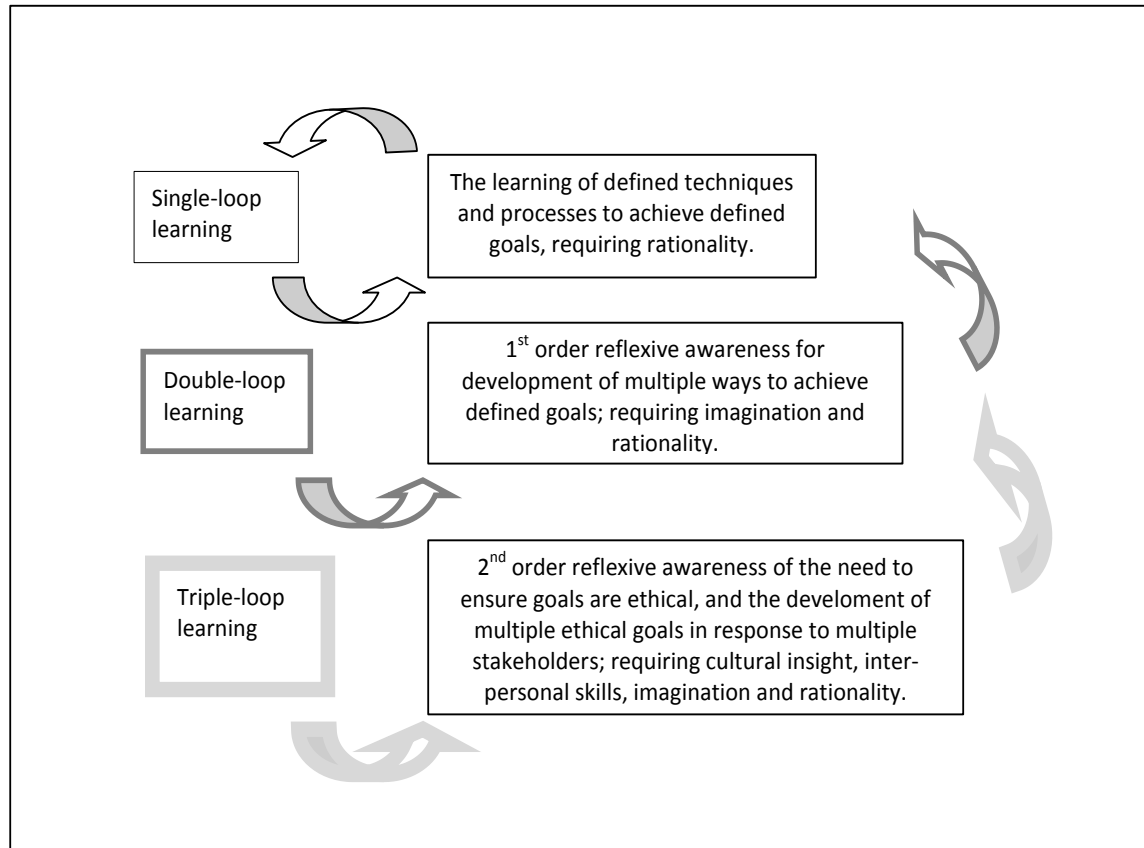 Single-loop
learning
The learning of defined techniques
and processes to achieve defined
goals, requiring rationality.
Double-loop
learning
1st order reflexive awareness for
development of multiple ways to achieve
defined goals; requiring imagination and
rationality.
Triple-loop
learning
2nd order reflexive awareness of the need to
ensure goals are ethical, and the develoment of
multiple ethical goals in response to multiple
stakeholders; requiring cultural insight, inter-
personal skills, imagination and rationality.